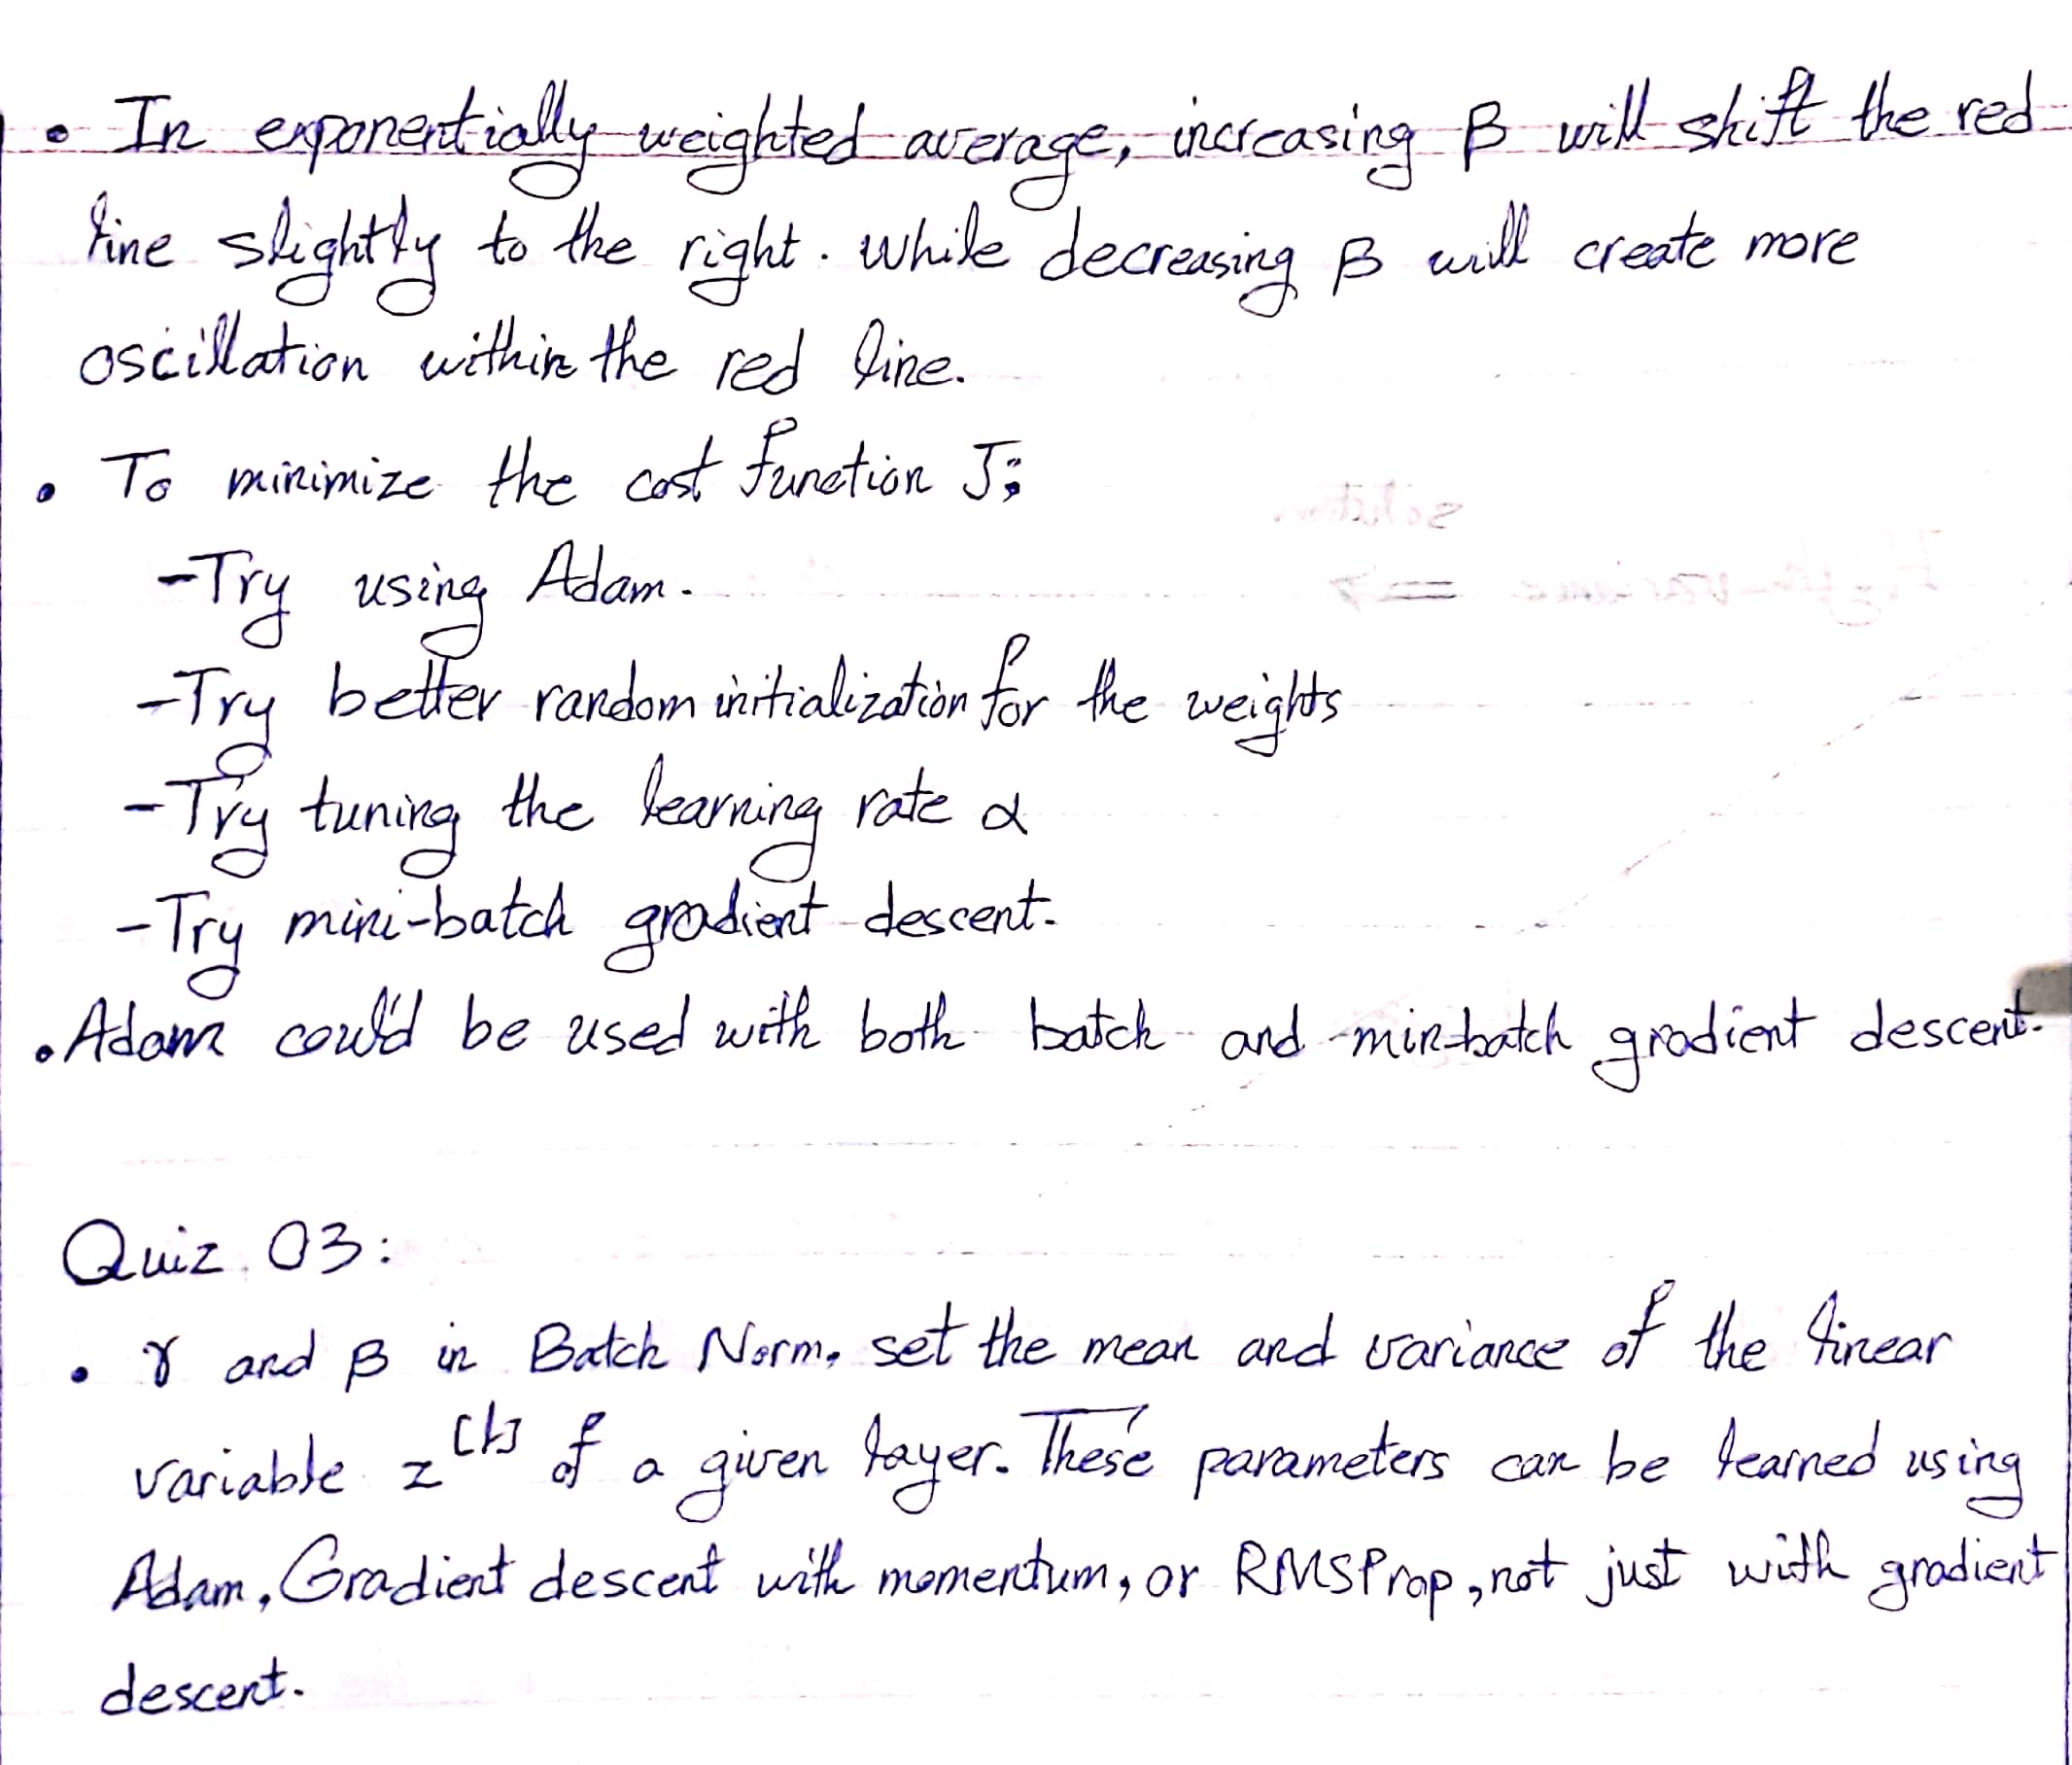 • In exponentially weighted average, increasing β will shift the red
line slightly to the right. While decreasing β will create more
oscillation within the red line.
• To minimize the cost function J:
-Try using Adam.
-Try better random initialization for the weights
-Try tuning the learning rate α
-Try mini-batch gradient descent.
• Adam could be used with both batch and mini-batch gradient descent.
Quiz 03:
• γ and β in Batch Norm. set the mean and variance of the linear
variable z^[l] of a given layer. These parameters can be learned using
Adam, Gradient descent with momentum, or RMSProp, not just with gradient
descent.